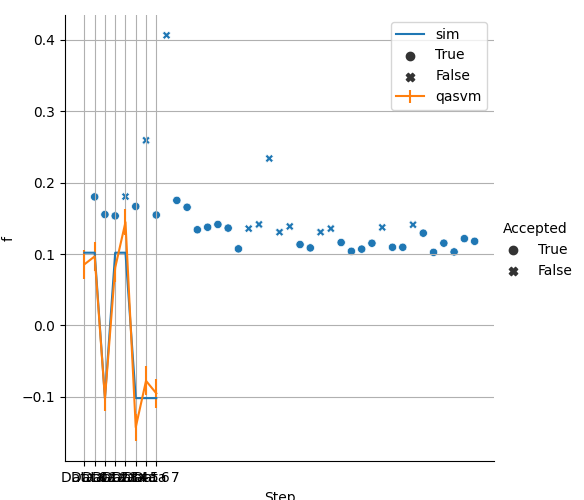 0.4
0.3
0.2
0.1
0.0
−0.1
f
sim
True
False
qasvm
Accepted
True
False
Step